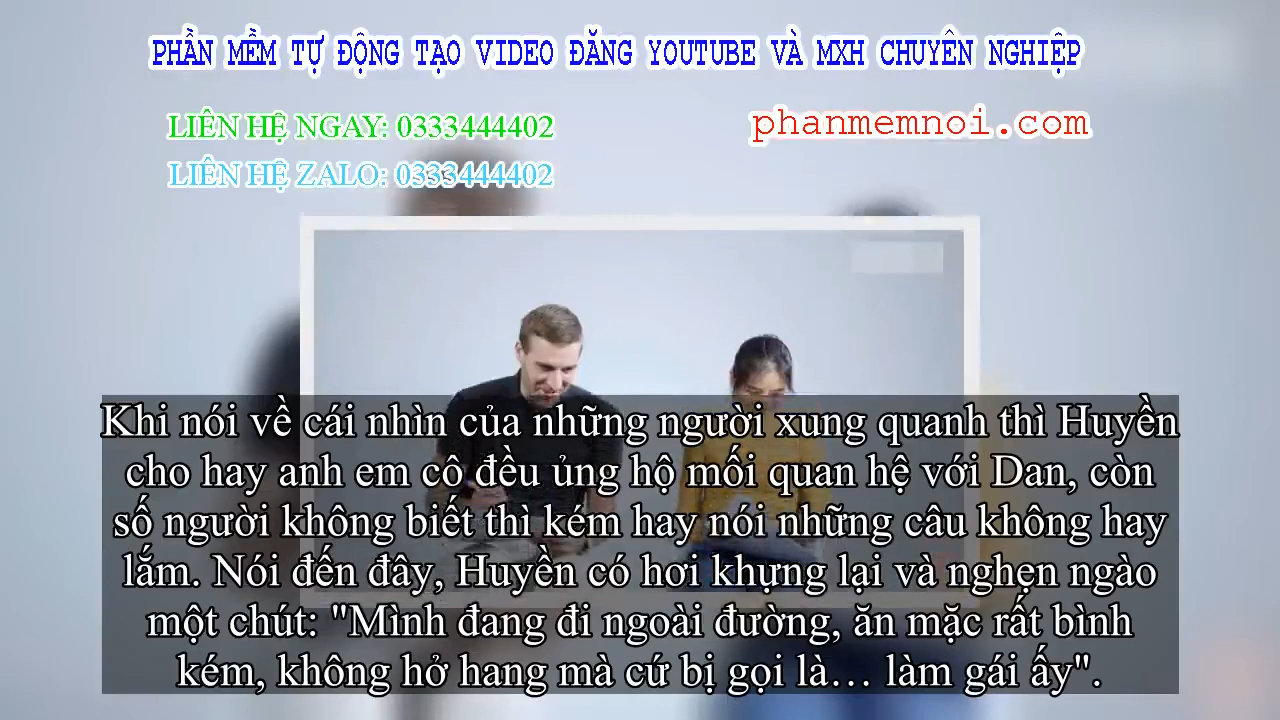 PHẦN MỀM TỰ ĐỘNG TẠO VIDEO ĐĂNG YOUTUBE VÀ MXH CHUYÊN NGHIỆP
LIÊN HỆ NGAY: 0333444402
phanmemnoi.com
LIÊN HỆ ZALO: 0333444402
Khi nói về cái nhìn của những người xung quanh thì Huyền
cho hay anh em cô đều ủng hộ mối quan hệ với Dan, còn
số người không biết thì kém hay nói những câu không hay
lắm. Nói đến đây, Huyền có hơi khựng lại và nghẹn ngào
một chút: "Mình đang đi ngoài đường, ăn mặc rất bình
kém, không hở hang mà cứ bị gọi là… làm gái ấy".